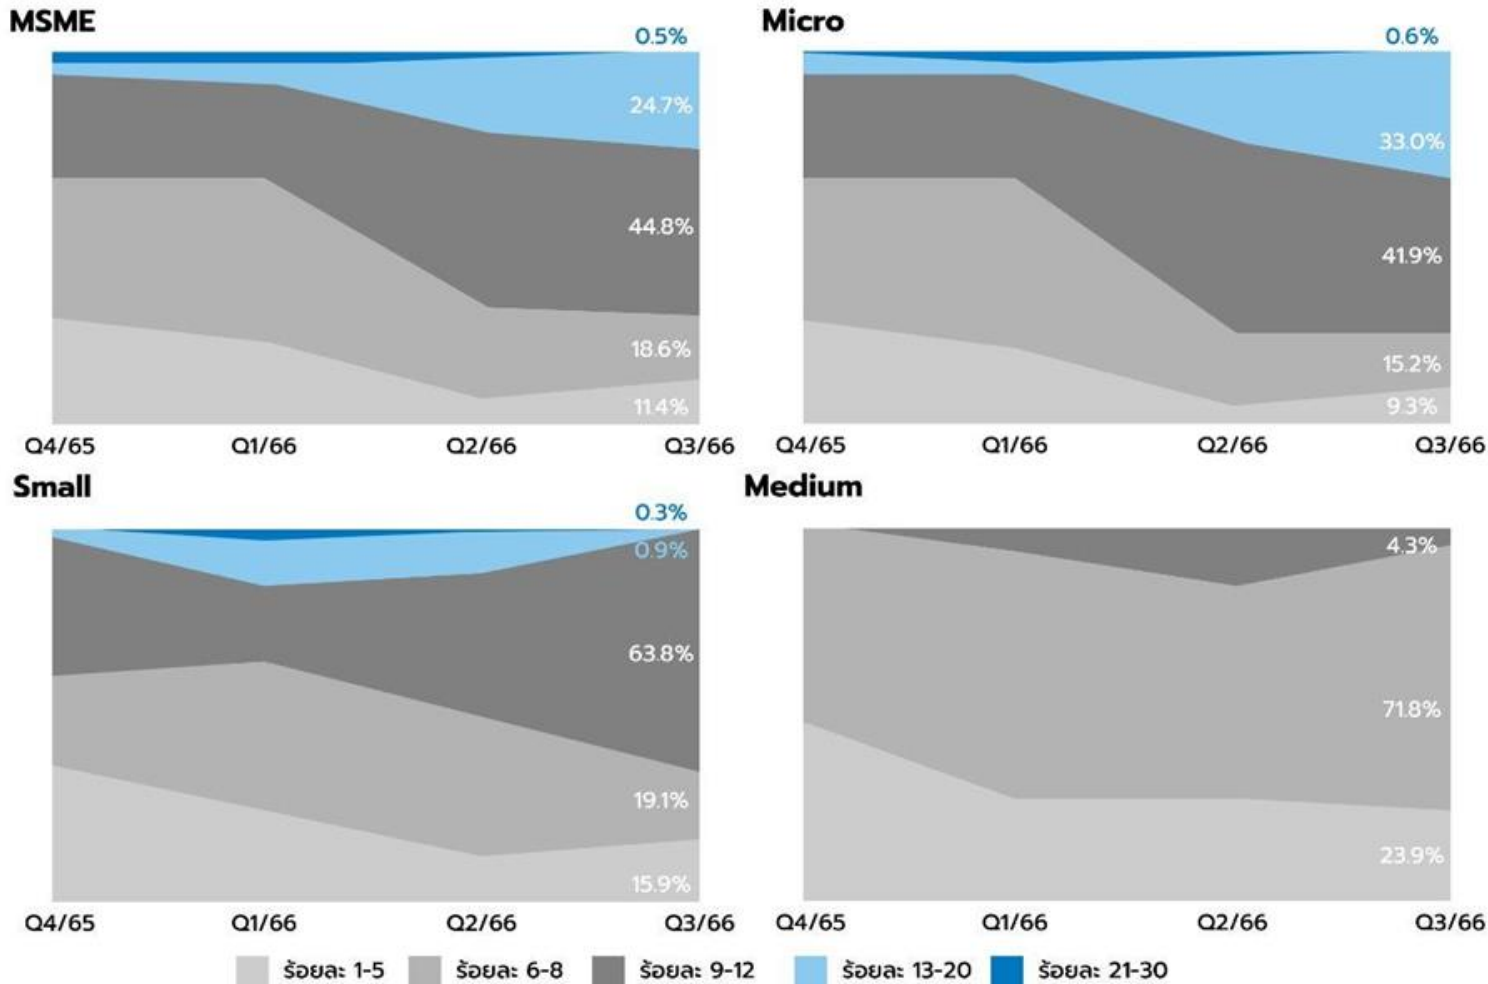 MSME
0.5%
24.7%
44.8%
18.6%
11.4%
Q4/65 Q1/66 Q2/66 Q3/66
Micro
0.6%
33.0%
41.9%
15.2%
9.3%
Q4/65 Q1/66 Q2/66 Q3/66
Small
0.3%
0.9%
63.8%
19.1%
15.9%
Q4/65 Q1/66 Q2/66 Q3/66
Medium
4.3%
71.8%
23.9%
Q4/65 Q1/66 Q2/66 Q3/66
ร้อยละ 1-5 ร้อยละ 6-8 ร้อยละ 9-12 ร้อยละ 13-20 ร้อยละ 21-30